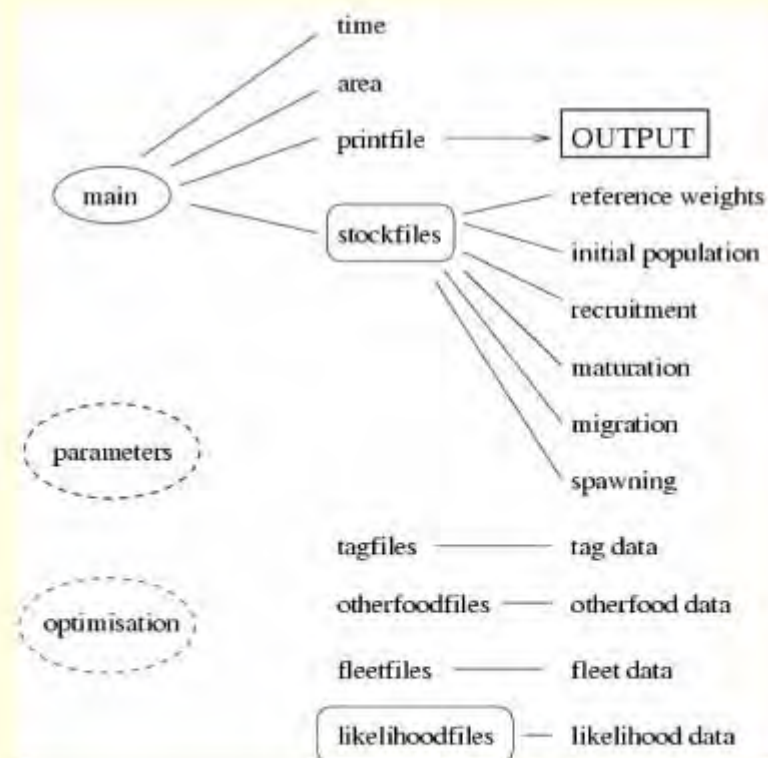 time
area
printfile
OUTPUT
main
reference weights
stockfiles
initial population
recruitment
maturation
migration
parameters
spawning
tagfiles
tag data
otherfoodfiles
otherfood data
optimisation
fleetfiles
fleet data
likelihoodfiles
likelihood data